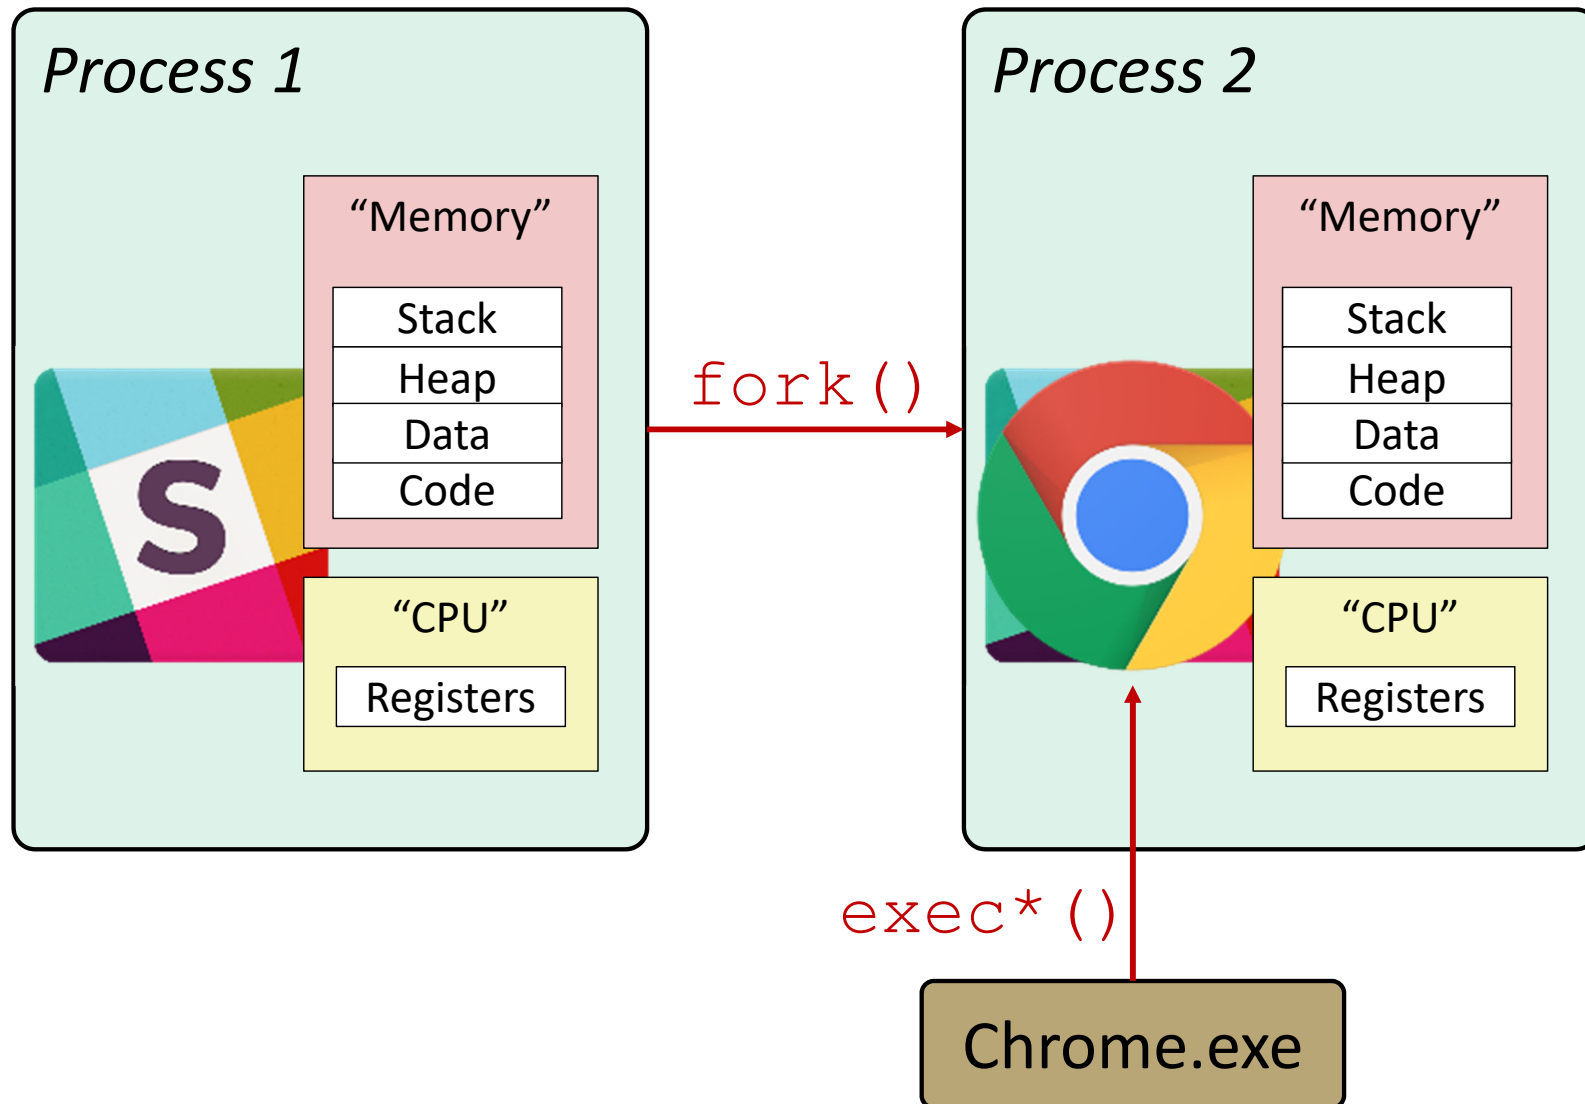 Process 1
“Memory”
Stack
Heap
Data
Code
S
“CPU”
Registers
fork()
Process 2
“Memory”
Stack
Heap
Data
Code
“CPU”
Registers
exec*()
Chrome.exe